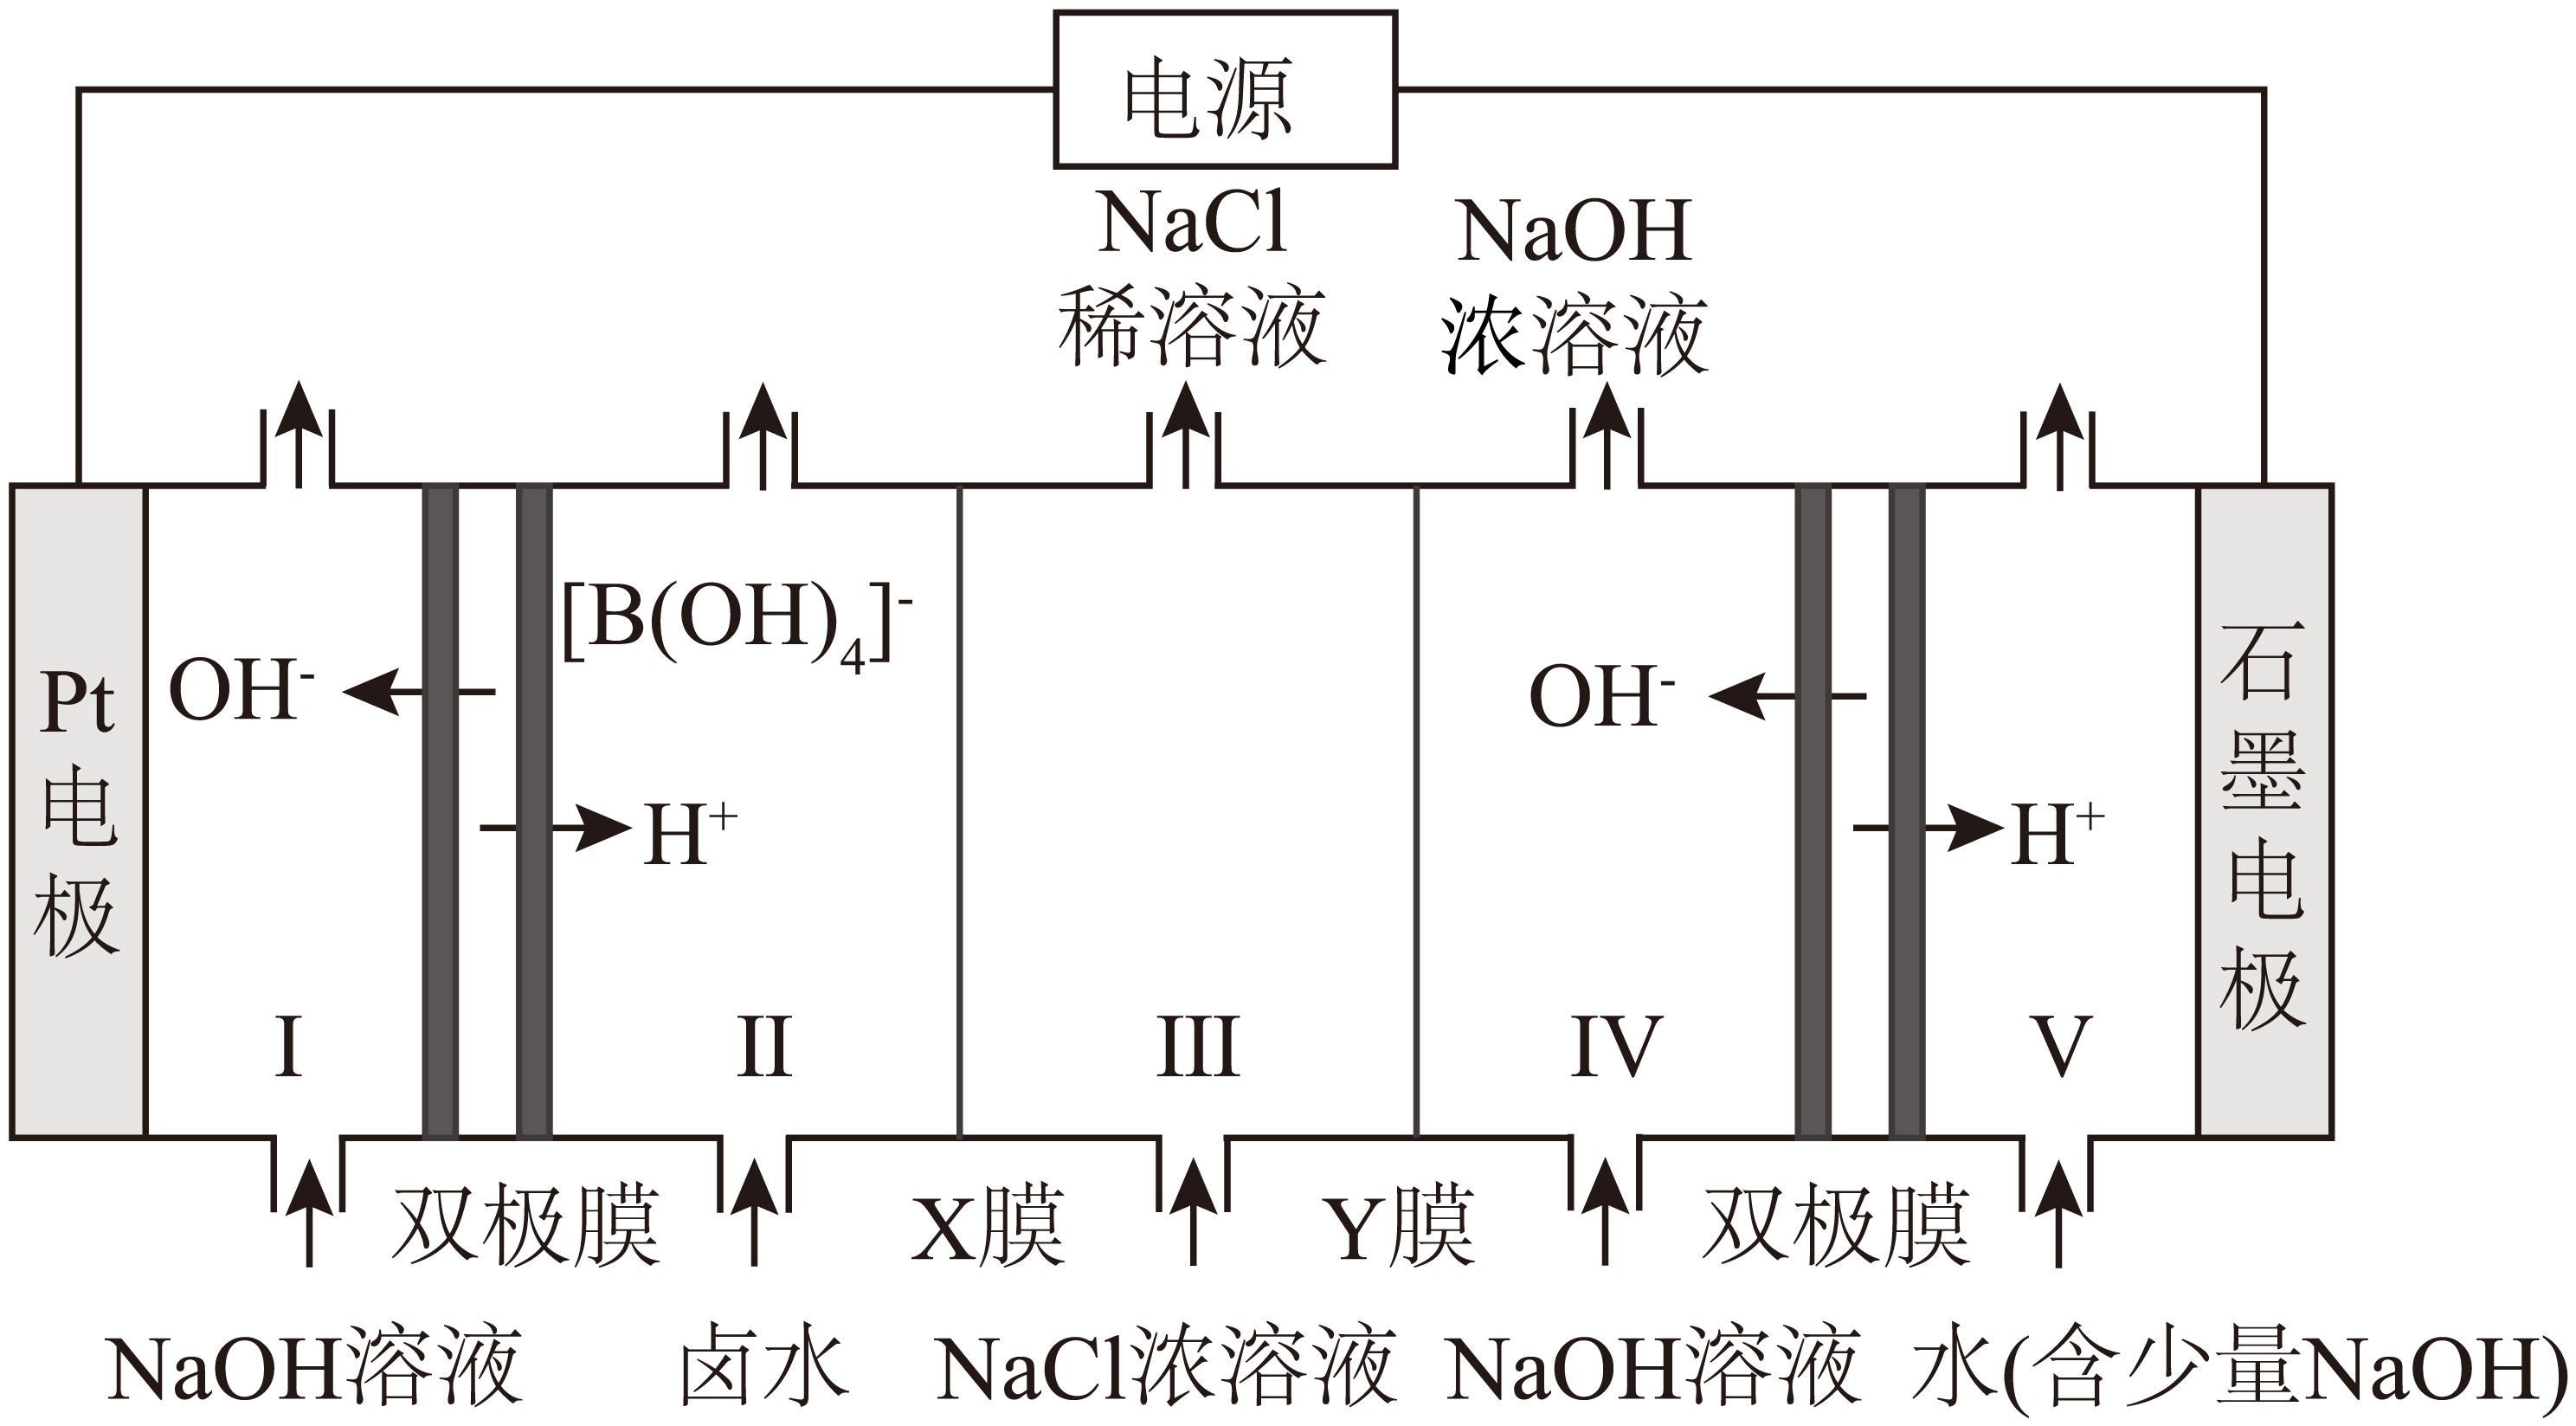 电源
NaCl
稀溶液
NaOH
浓溶液
Pt
电
极
OH⁻
H⁺
[B(OH)₄]⁻
OH⁻
H⁺
石
墨
电
极
I
II
III
IV
V
双极膜
X膜
Y膜
双极膜
NaOH溶液
卤水
NaCl浓溶液
NaOH溶液
水(含少量NaOH)